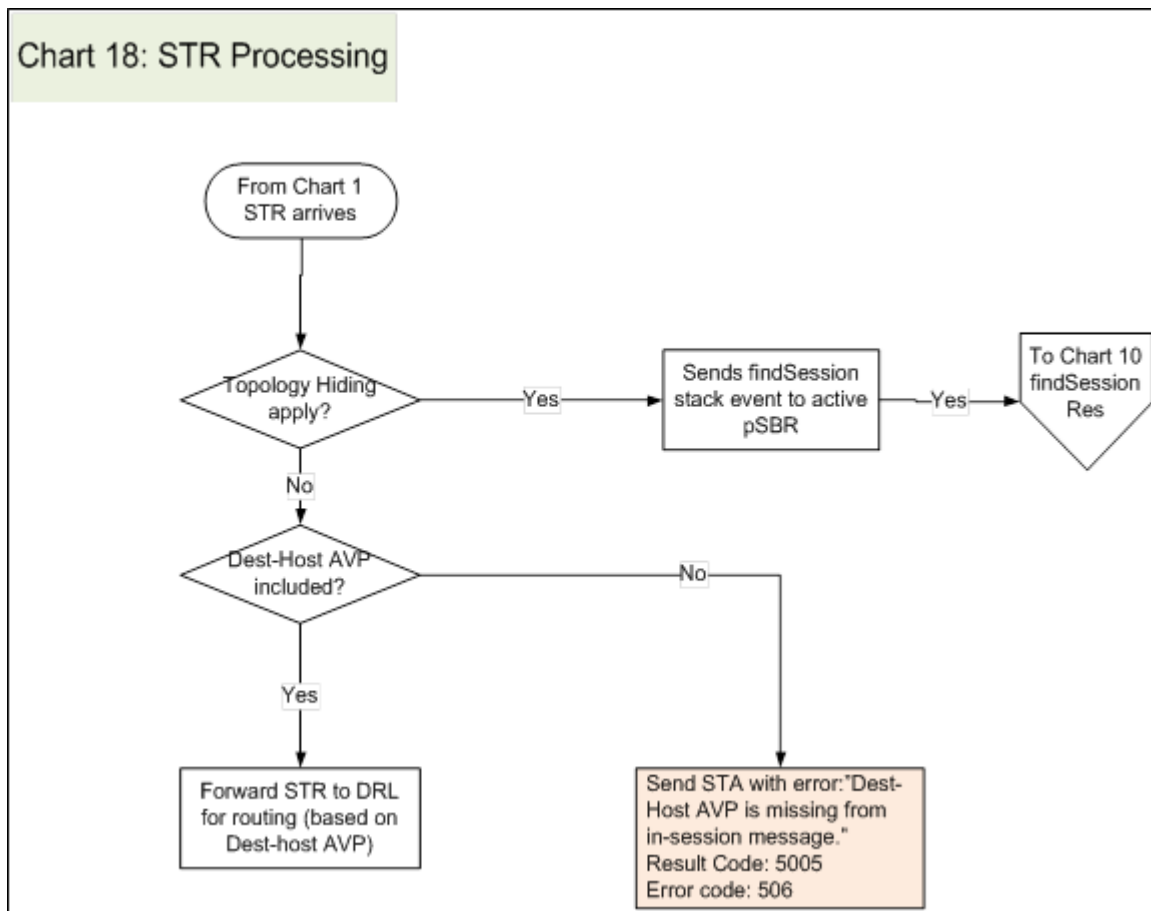 Chart 18: STR Processing
From Chart 1
STR arrives
Topology Hiding
apply?
Yes
Sends findSession
stack event to active
pSBR
Yes
To Chart 10
findSession
Res
No
Dest-Host AVP
included?
No
Yes
Forward STR to DRL
for routing (based on
Dest-host AVP)
Send STA with error:"Dest-
Host AVP is missing from
in-session message."
Result Code: 5005
Error code: 506